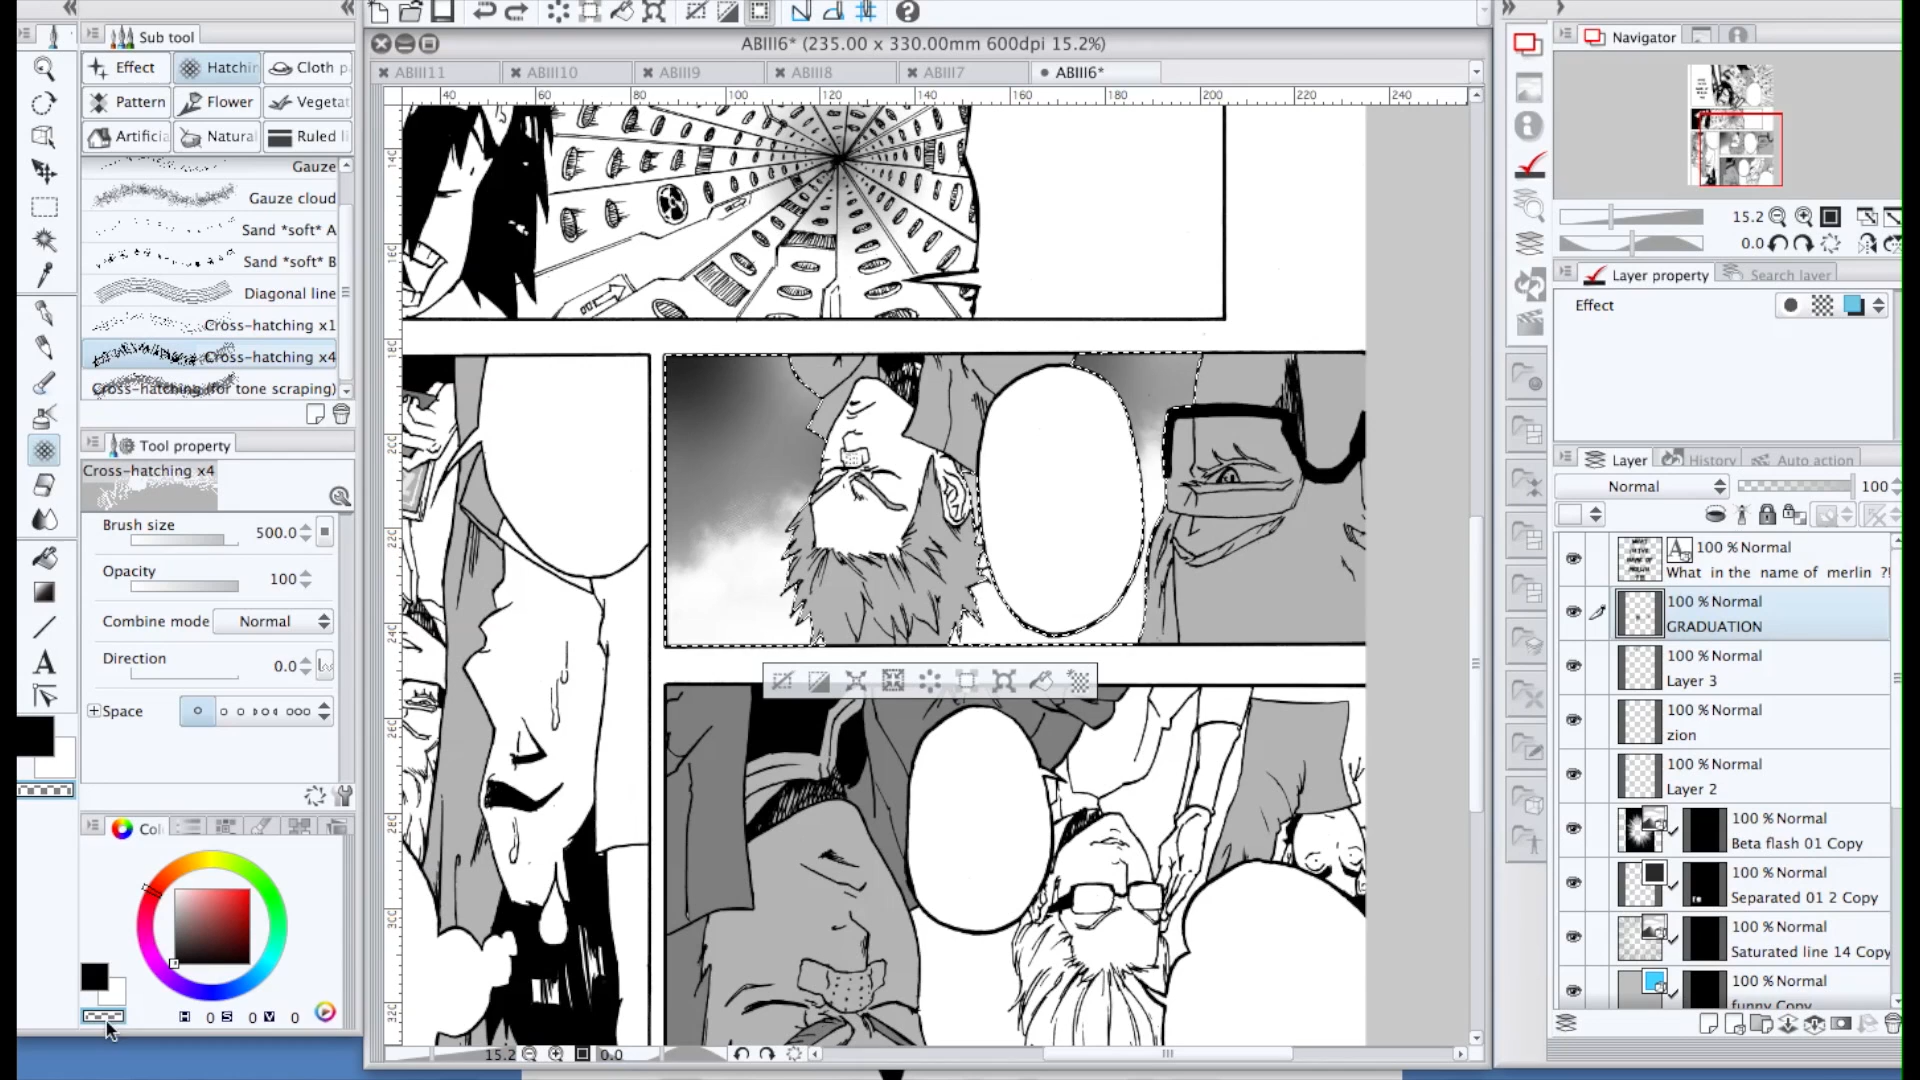 Sub tool
Effect
Hatchin
Cloth p
Pattern
Flower
Vegetat
Artificia
Natura
Ruled li
Gauze
Gauze cloud
Sand *soft* A
Sand *soft* B
Diagonal line
Cross-hatching x1
Cross-hatching x4
Cross-hatching (for tone scraping)
Tool property
Cross-hatching x4
Brush size
500.0
Opacity
100
Combine mode
Normal
Direction
0.0
Space
Col
H 0 S 0 V 0
ABIII6* (235.00 x 330.00mm 600dpi 15.2%)
ABIII11
ABIII10
ABIII9
ABIII8
ABIII7
ABIII6*
40 60 80 100 120 140 160 180 200 220 240
15.2
0.0
Navigator
15.2
0.0
Layer property
Search layer
Effect
Layer
History
Auto action
Normal
100
100 % Normal
What in the name of merlin ?!
100 % Normal
GRADUATION
100 % Normal
Layer 3
100 % Normal
zion
100 % Normal
Layer 2
100 % Normal
Beta flash 01 Copy
100 % Normal
Separated 01 2 Copy
100 % Normal
Saturated line 14 Copy
100 % Normal
funny Copy